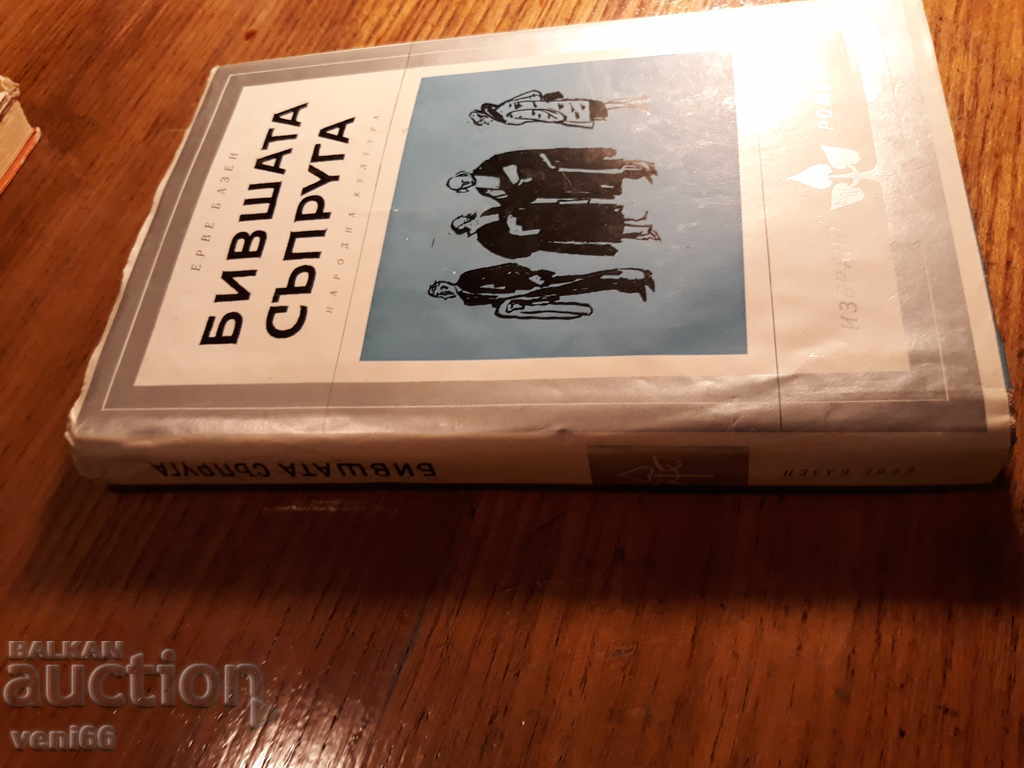 ЕРВЕ БАЗЕН
БИВШАТА
СЪПРУГА
НАРОДНА КУЛТУРА
БИВШАТА СЪПРУГА
ЕРВЕ БАЗЕН
BALKAN
auction
veni66